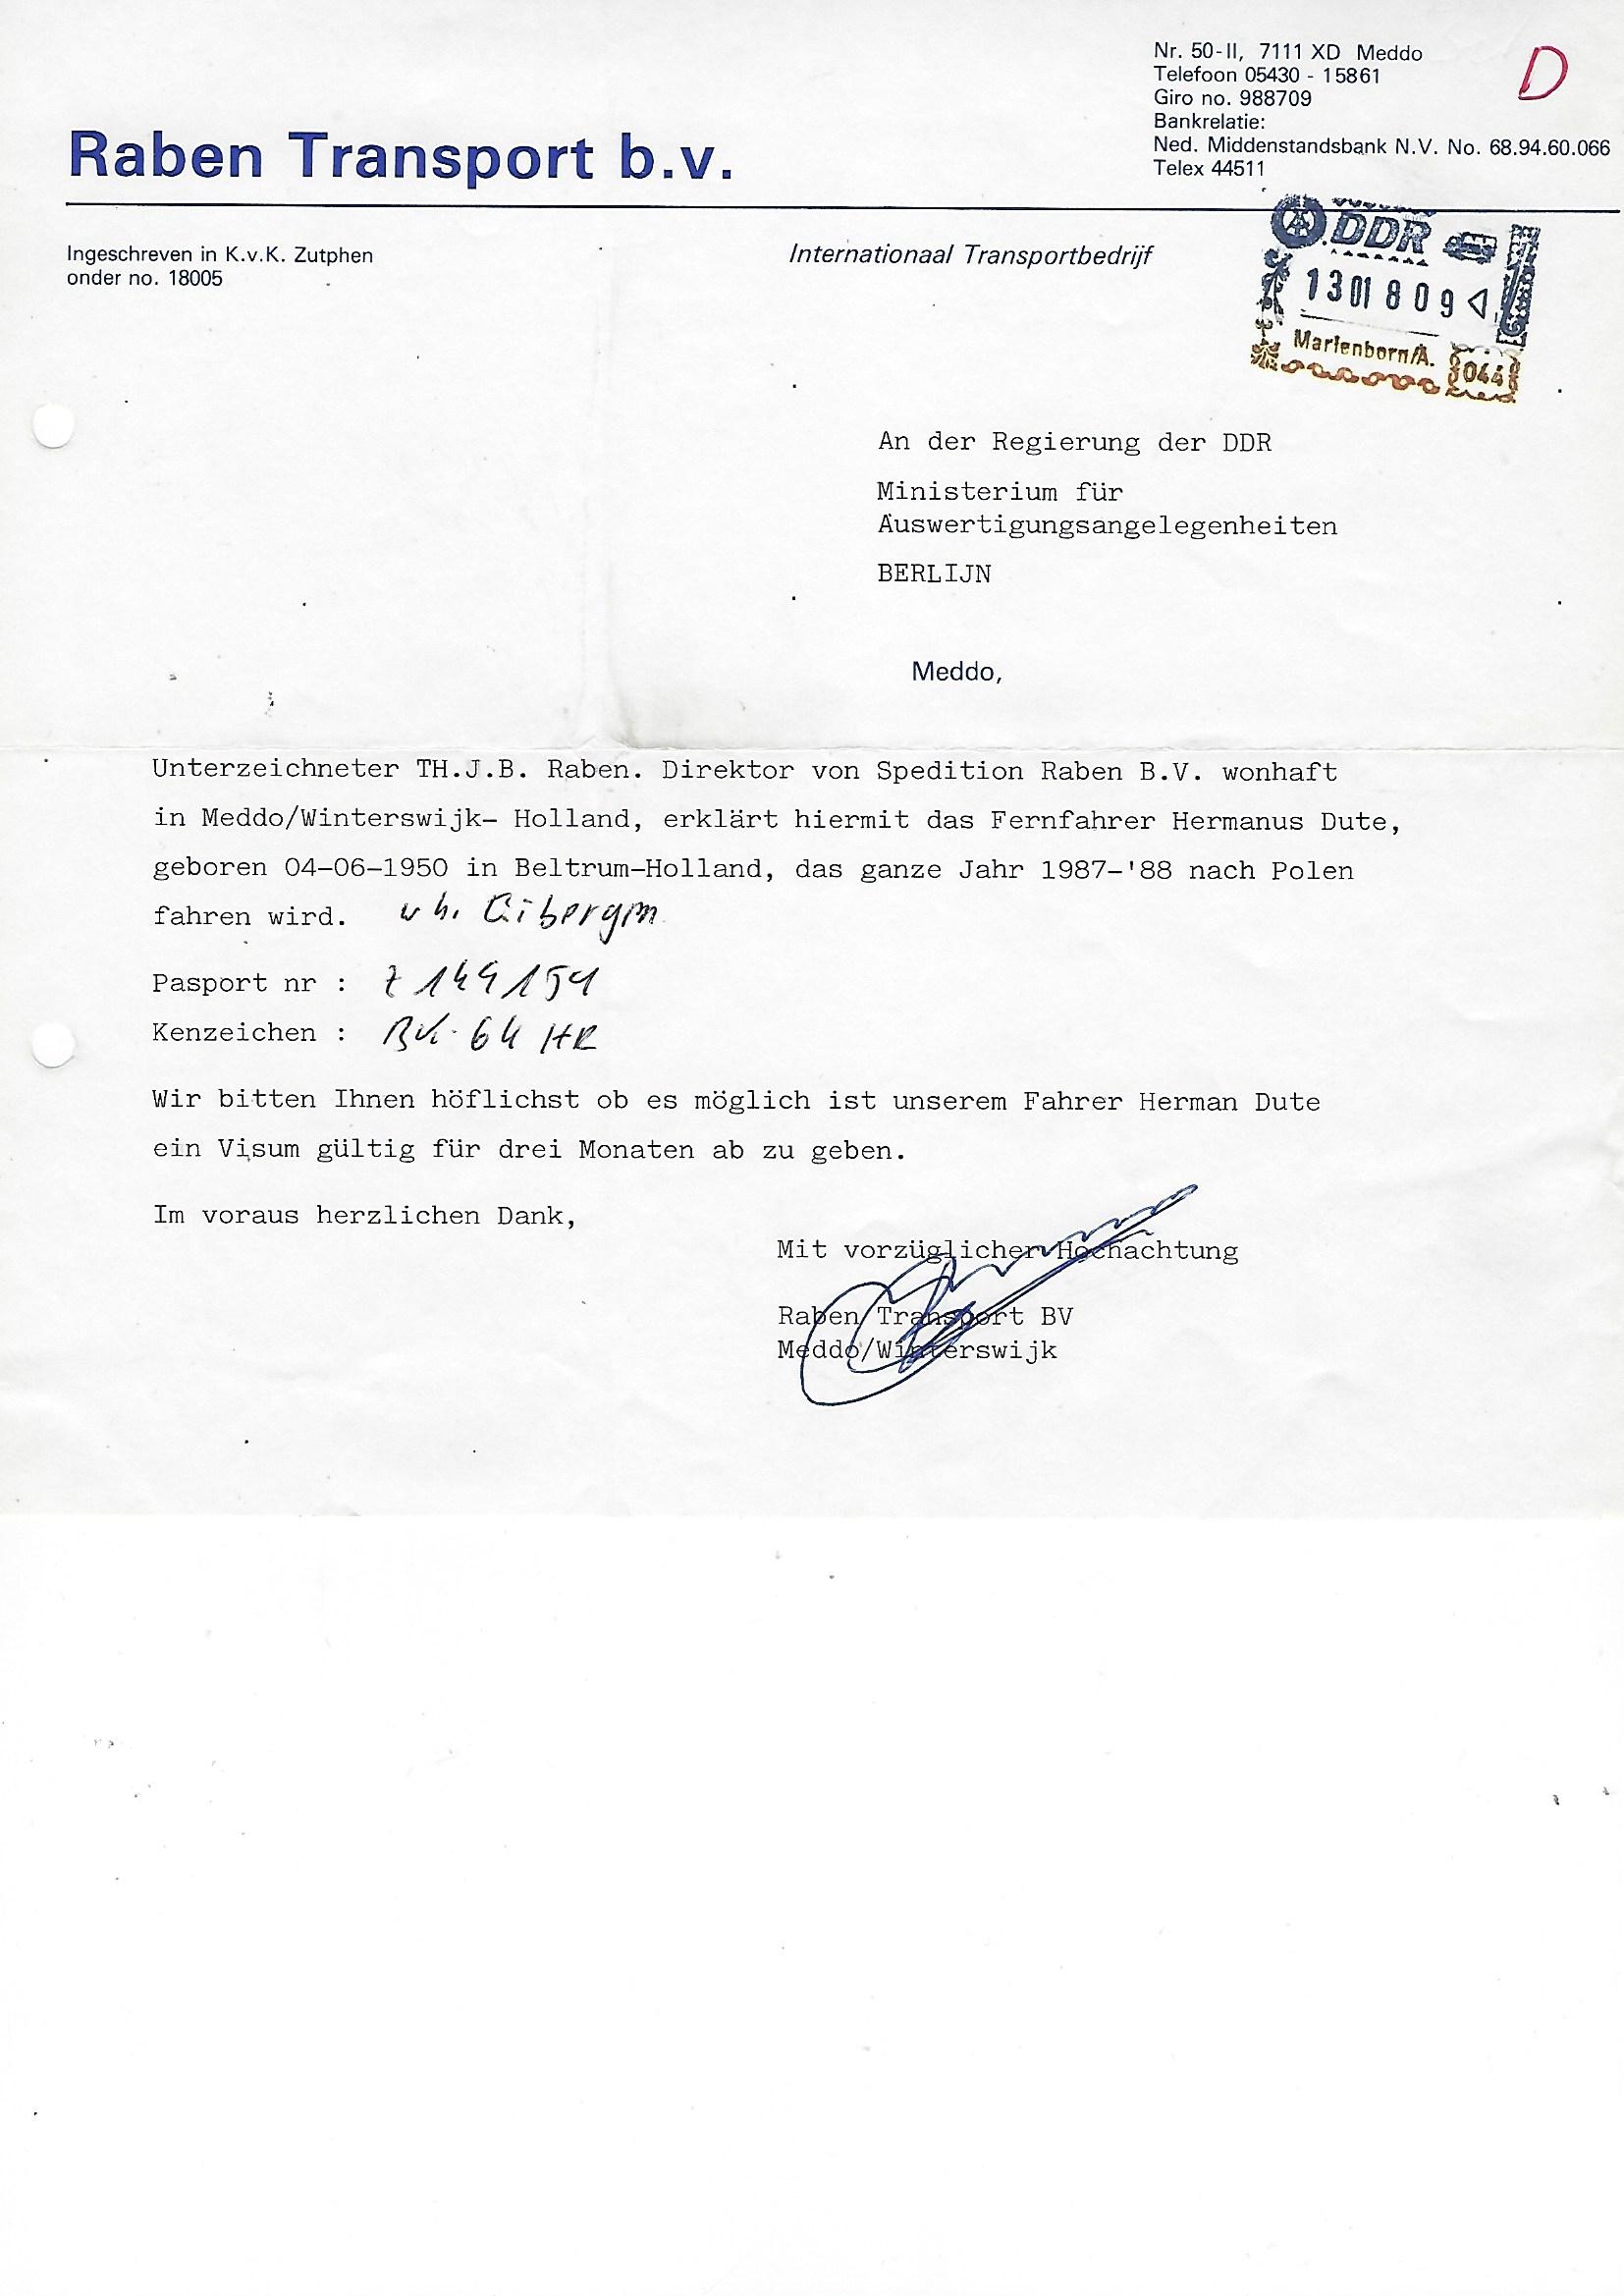 Nr. 50-II, 7111 XD Meddo
Telefoon 05430 - 15861
Giro no. 988709
Bankrelatie:
Ned. Middenstandsbank N.V. No. 68.94.60.066
Telex 44511
D
Raben Transport b.v.
Ingeschreven in K.v.K. Zutphen
onder no. 18005
Internationaal Transportbedrijf
DDR
13 01 8 09
Marienborn/A.
044
An der Regierung der DDR
Ministerium für
Auswertigungsangelegenheiten
BERLIJN
Meddo,
Unterzeichneter TH.J.B. Raben. Direktor von Spedition Raben B.V. wonhaft
in Meddo/Winterswijk- Holland, erklärt hiermit das Fernfahrer Hermanus Dute,
geboren 04-06-1950 in Beltrum-Holland, das ganze Jahr 1987-'88 nach Polen
fahren wird.
Pasport nr :
Kenzeichen : 64 HR
Wir bitten Ihnen höflichst ob es möglich ist unserem Fahrer Herman Dute
ein Visum gültig für drei Monaten ab zu geben.
Im voraus herzlichen Dank,
Mit vorzüglicher Hochachtung
Raben Transport BV
Meddo/Winterswijk